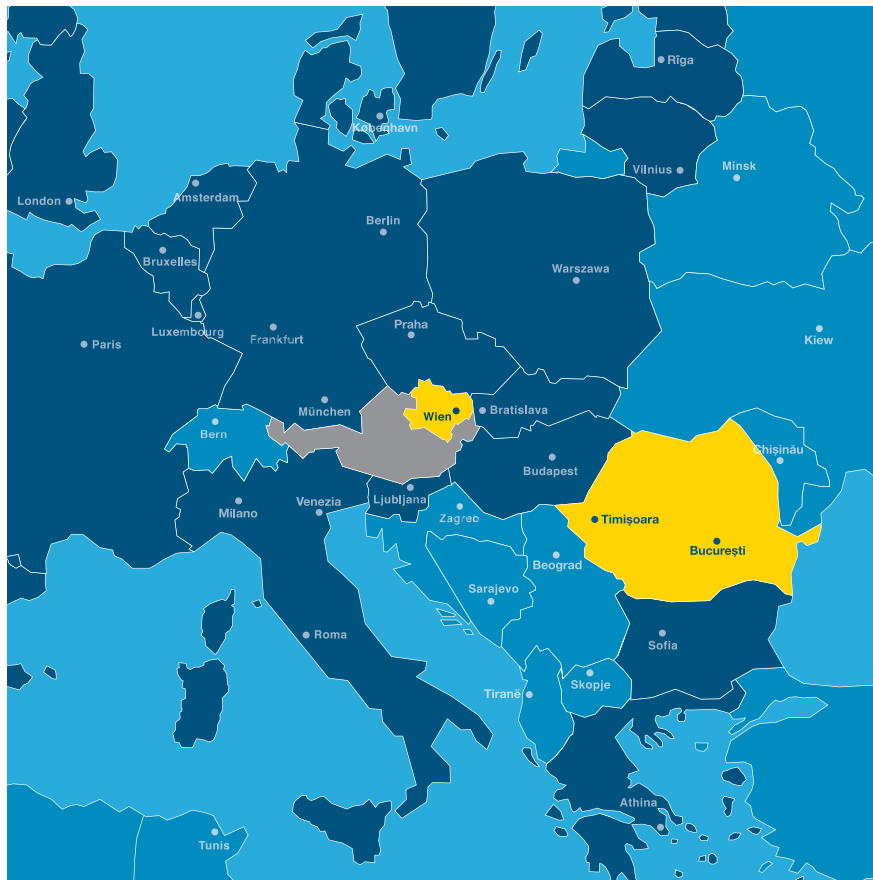 Rīga
København
Vilnius
Minsk
Amsterdam
London
Berlin
Bruxelles
Warszawa
Luxembourg
Praha
Kiew
Frankfurt
Paris
München
Wien
Bratislava
Bern
Chișinău
Budapest
Ljubljana
Venezia
Milano
Zagreb
Timișoara
București
Beograd
Sarajevo
Roma
Sofia
Skopje
Tiranë
Athina
Tunis